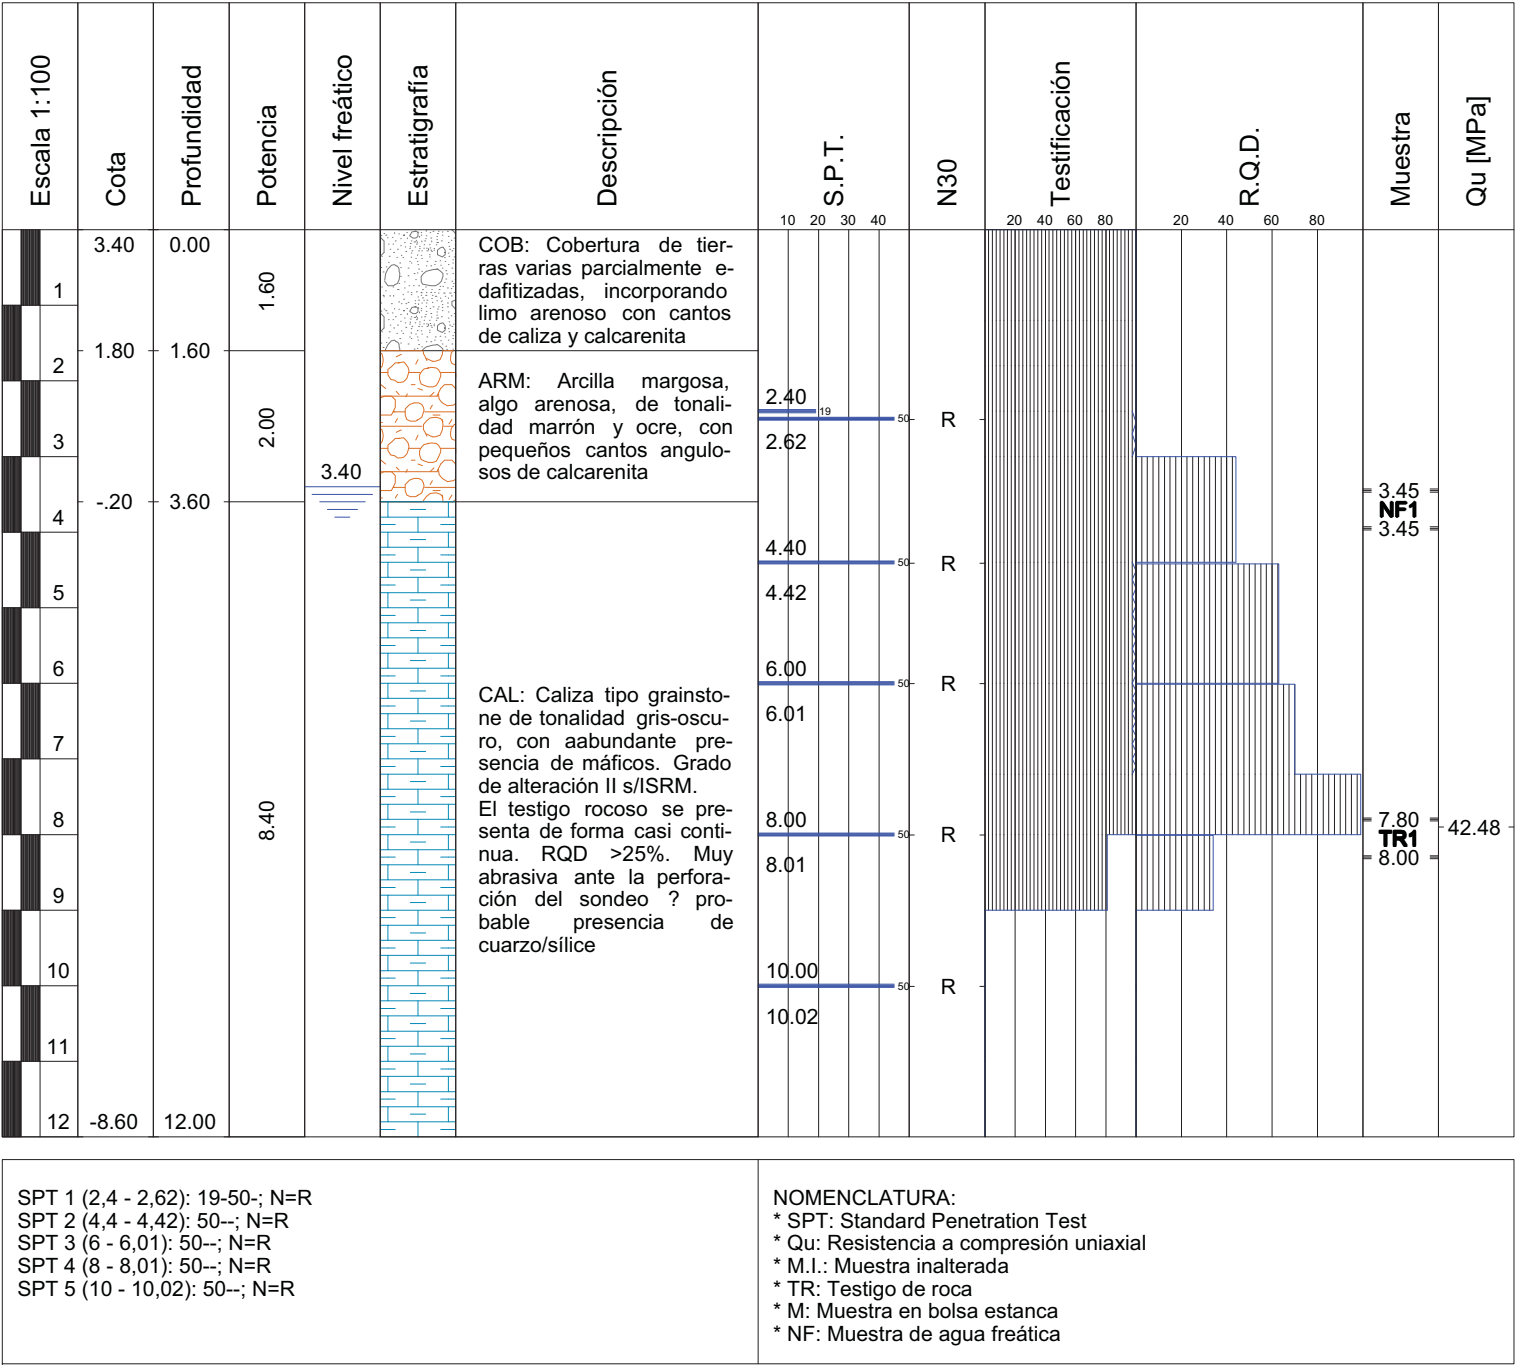 Escala 1:100
Cota
Profundidad
Potencia
Nivel freático
Estratigrafía
Descripción
S.P.T.
N30
Testificación
R.Q.D.
Muestra
Qu [MPa]
10 20 30 40
20 40 60 80
20 40 60 80
1
2
3
4
5
6
7
8
9
10
11
12
3.40
1.80
-.20
-8.60
0.00
1.60
3.60
12.00
1.60
2.00
8.40
3.40
COB: Cobertura de tier-
ras varias parcialmente e-
dafitizadas, incorporando
limo arenoso con cantos
de caliza y calcarenita
ARM: Arcilla margosa,
algo arenosa, de tonali-
dad marrón y ocre, con
pequeños cantos angulo-
sos de calcarenita
CAL: Caliza tipo grainsto-
ne de tonalidad gris-oscu-
ro, con aabundante pre-
sencia de máficos. Grado
de alteración II s/ISRM.
El testigo rocoso se pre-
senta de forma casi conti-
nua. RQD >25%. Muy
abrasiva ante la perfora-
ción del sondeo ? pro-
bable presencia de
cuarzo/sílice
2.40
19
50
2.62
4.40
50
4.42
6.00
50
6.01
8.00
50
8.01
10.00
50
10.02
R
R
R
R
R
3.45
NF1
3.45
7.80
TR1
8.00
42.48
SPT 1 (2,4 - 2,62): 19-50-; N=R
SPT 2 (4,4 - 4,42): 50--; N=R
SPT 3 (6 - 6,01): 50--; N=R
SPT 4 (8 - 8,01): 50--; N=R
SPT 5 (10 - 10,02): 50--; N=R
NOMENCLATURA:
* SPT: Standard Penetration Test
* Qu: Resistencia a compresión uniaxial
* M.I.: Muestra inalterada
* TR: Testigo de roca
* M: Muestra en bolsa estanca
* NF: Muestra de agua freática